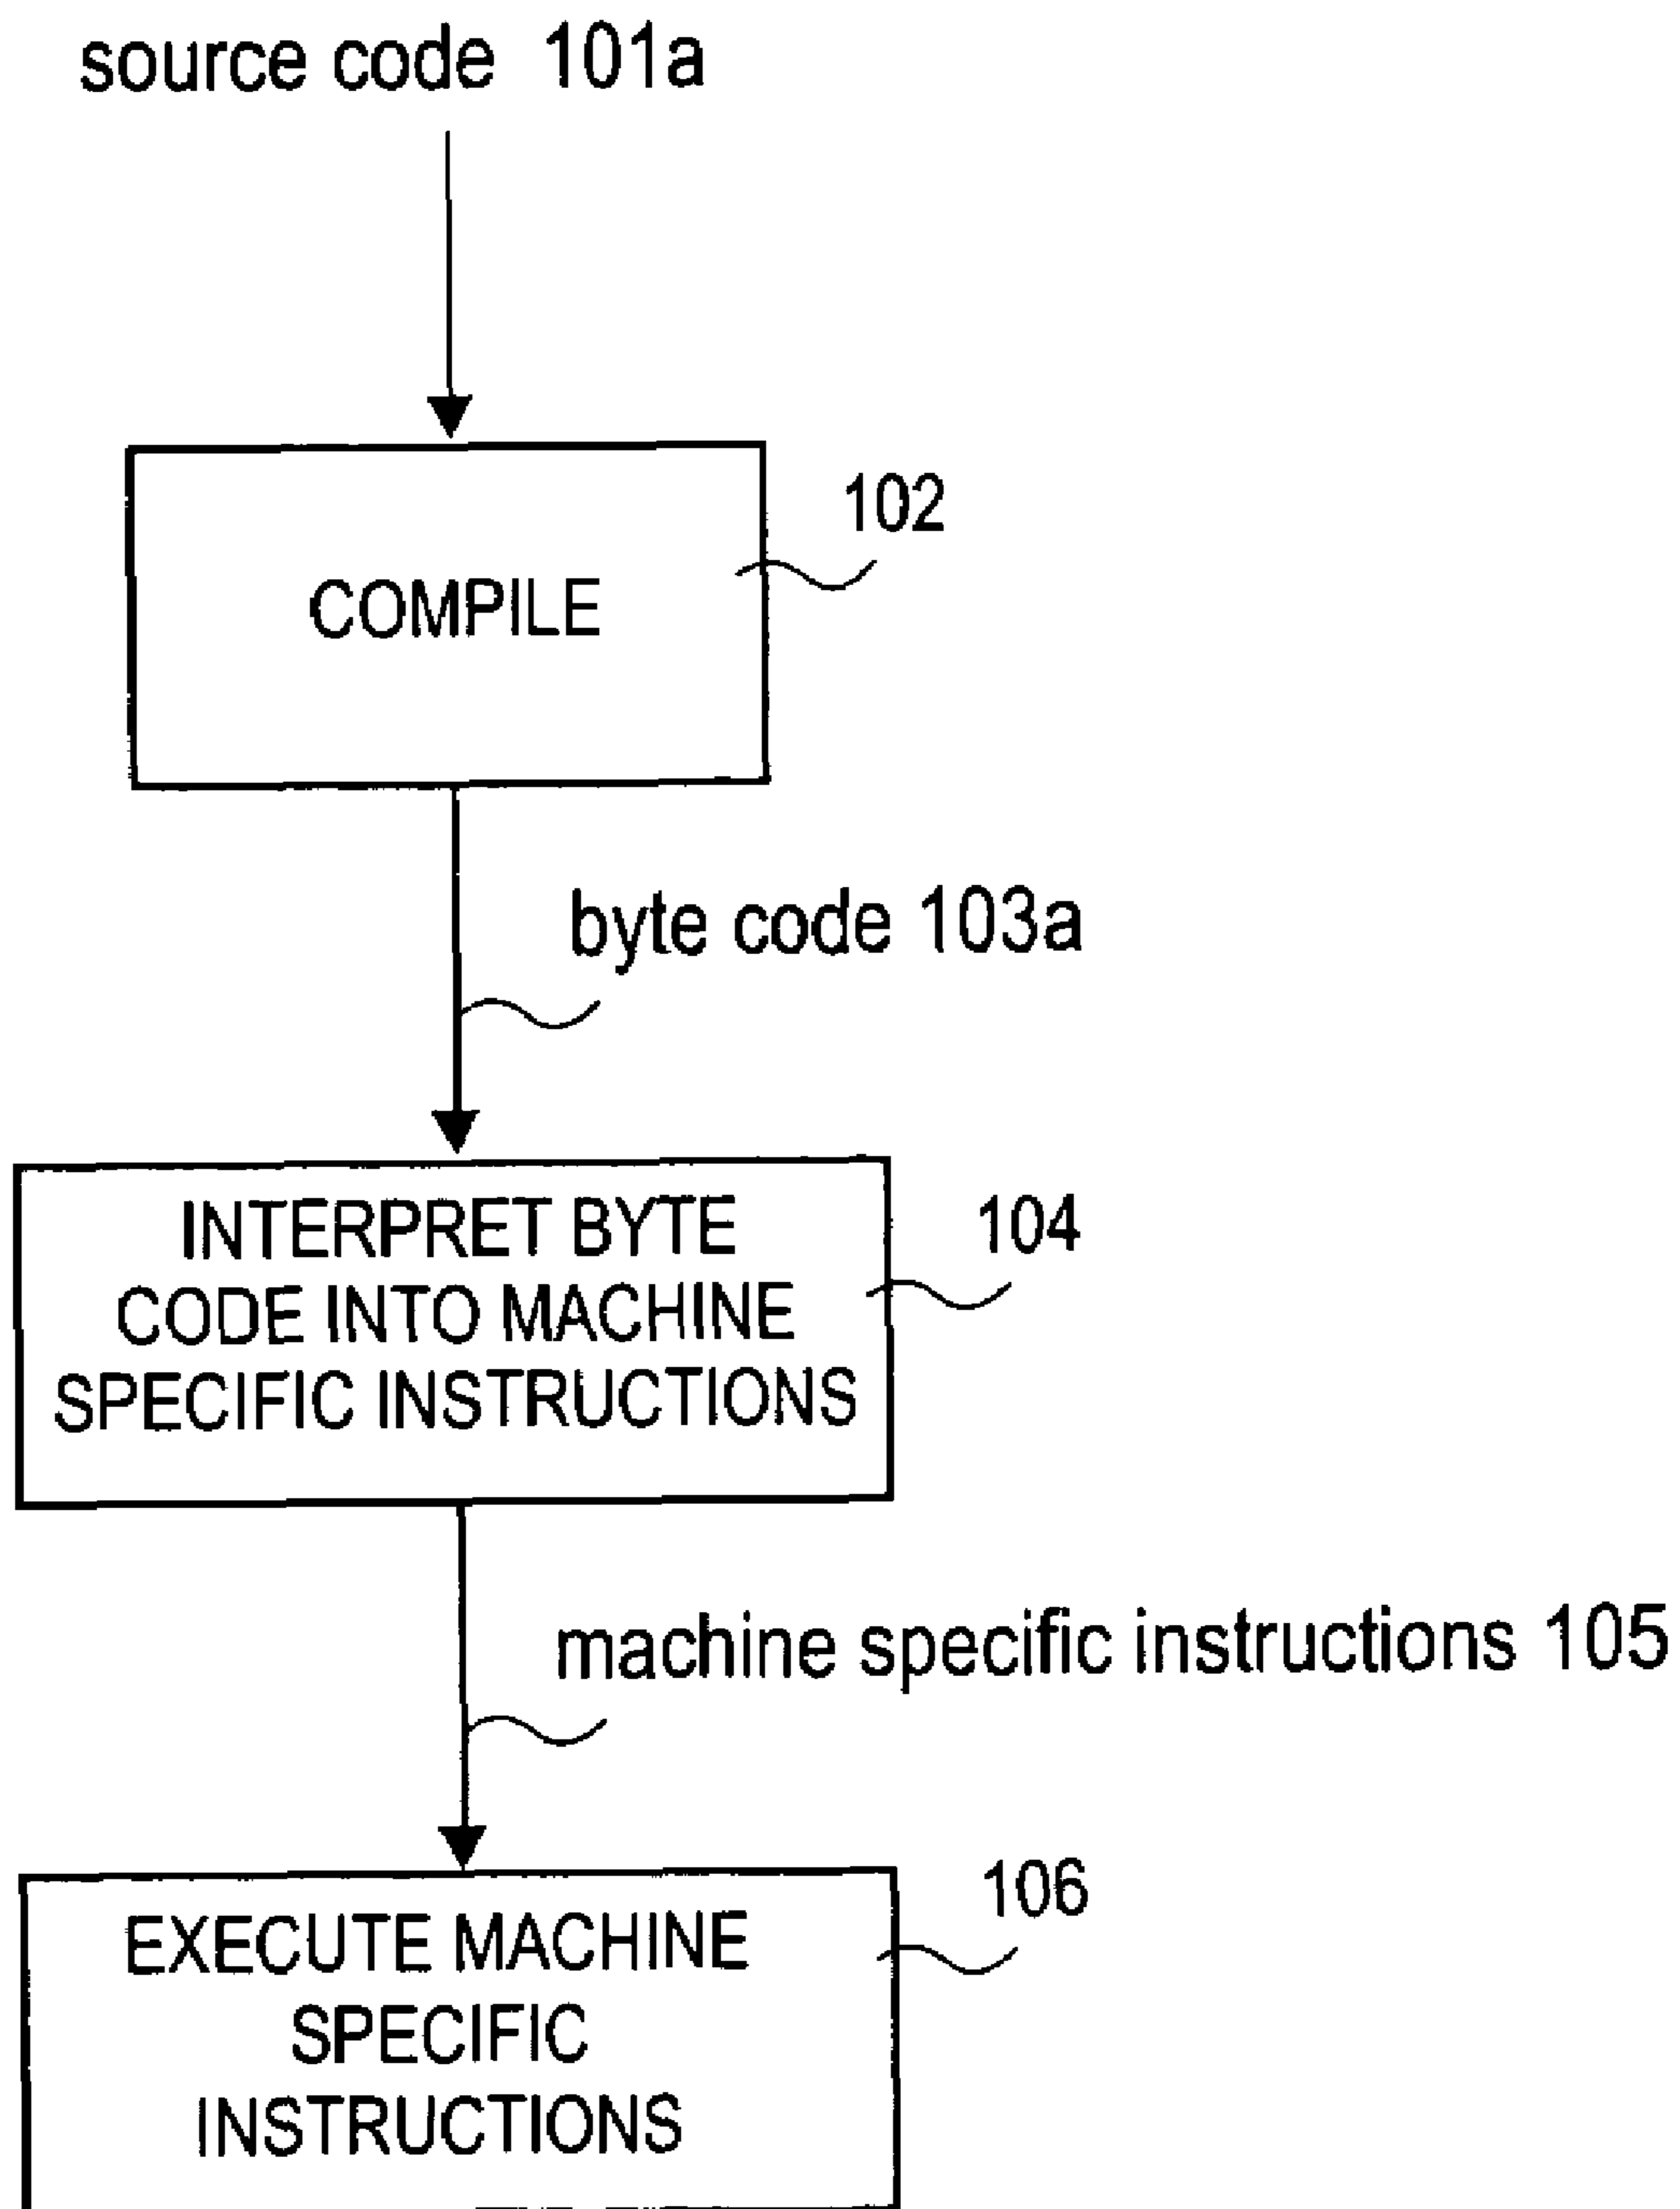 source code 101a
102
COMPILE
byte code 103a
INTERPRET BYTE
104
CODE INTO MACHINE
SPECIFIC INSTRUCTIONS
machine specific instructions 105
106
EXECUTE MACHINE
SPECIFIC
INSTRUCTIONS